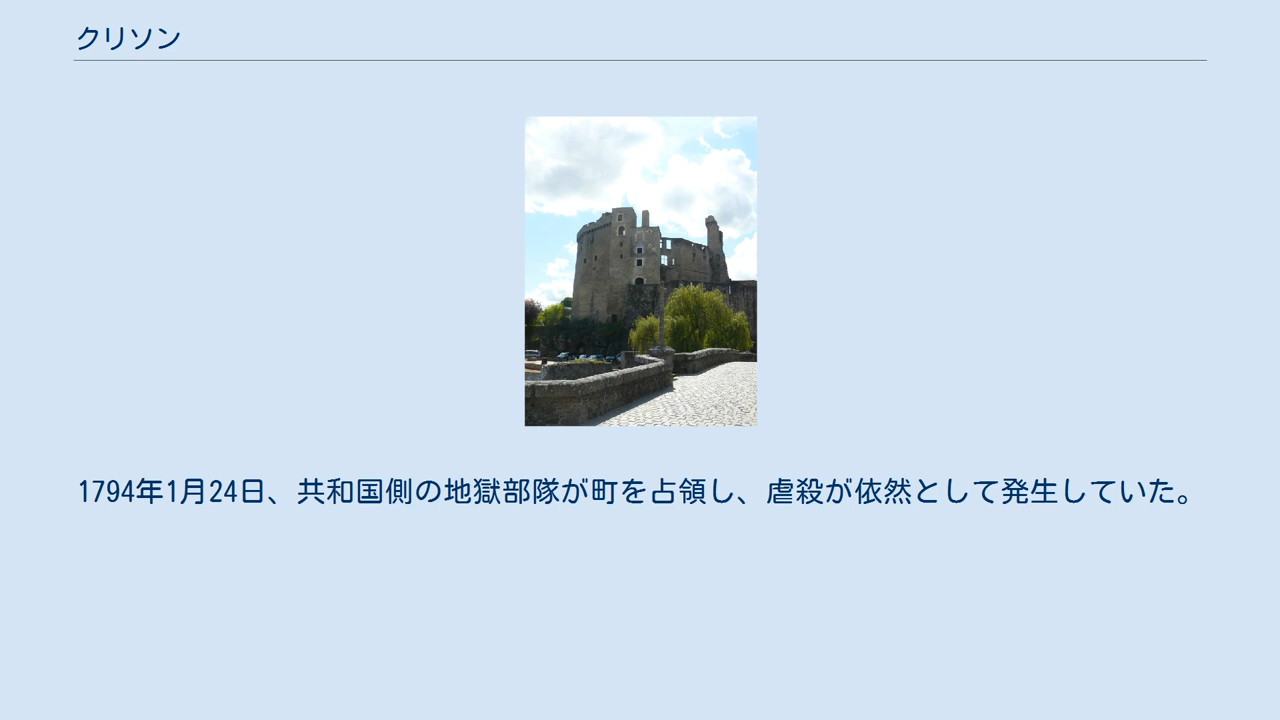 クリソン
1794年1月24日、共和国側の地獄部隊が町を占領し、虐殺が依然として発生していた。